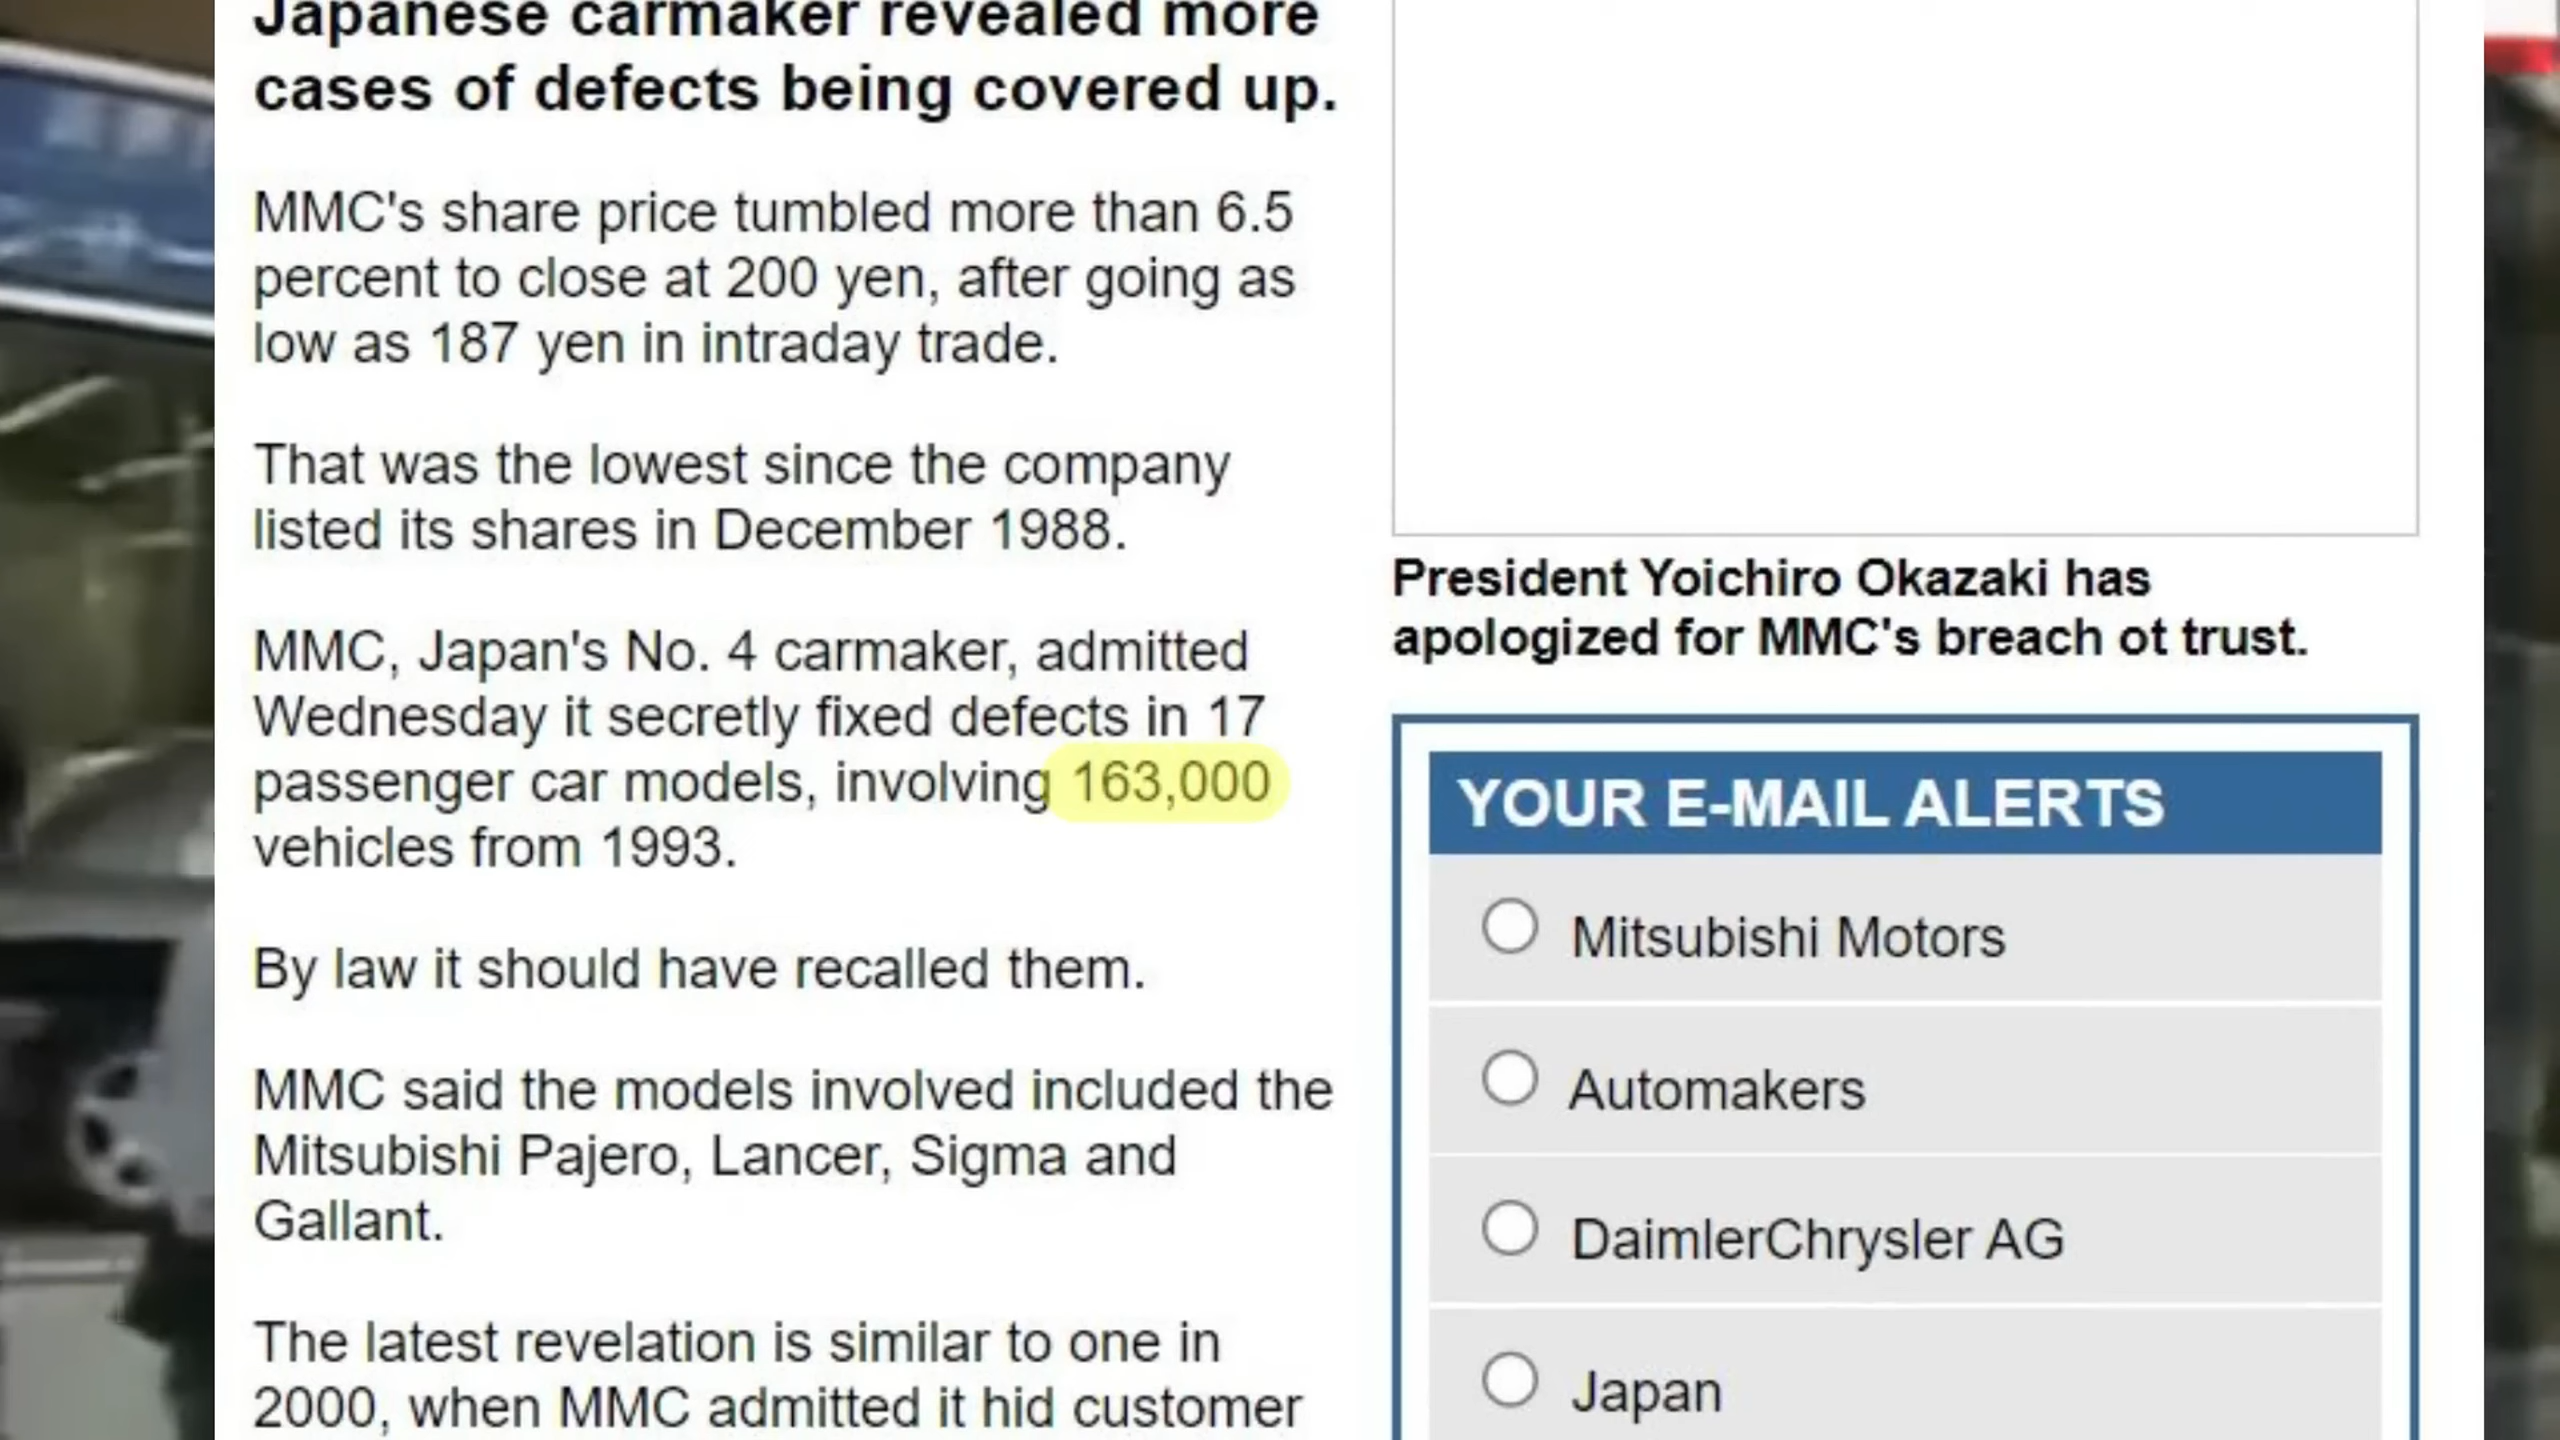 Japanese carmaker revealed more
cases of defects being covered up.
MMC's share price tumbled more than 6.5
percent to close at 200 yen, after going as
low as 187 yen in intraday trade.
That was the lowest since the company
listed its shares in December 1988.
MMC, Japan's No. 4 carmaker, admitted
Wednesday it secretly fixed defects in 17
passenger car models, involving 163,000
vehicles from 1993.
By law it should have recalled them.
MMC said the models involved included the
Mitsubishi Pajero, Lancer, Sigma and
Gallant.
The latest revelation is similar to one in
2000, when MMC admitted it hid customer
President Yoichiro Okazaki has
apologized for MMC's breach ot trust.
YOUR E-MAIL ALERTS
Mitsubishi Motors
Automakers
DaimlerChrysler AG
Japan